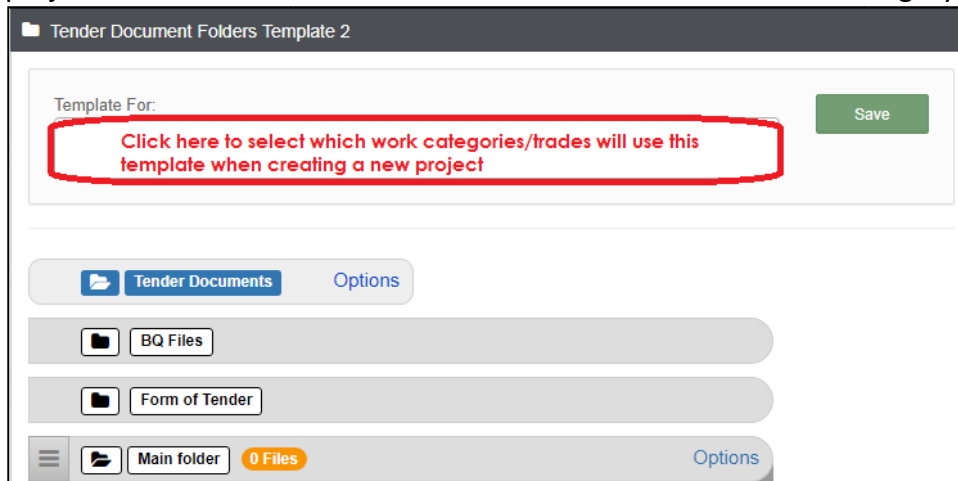 Tender Document Folders Template 2
Template For:
Save
Click here to select which work categories/trades will use this
template when creating a new project
Tender Documents Options
BQ Files
Form of Tender
Main folder 0 Files Options